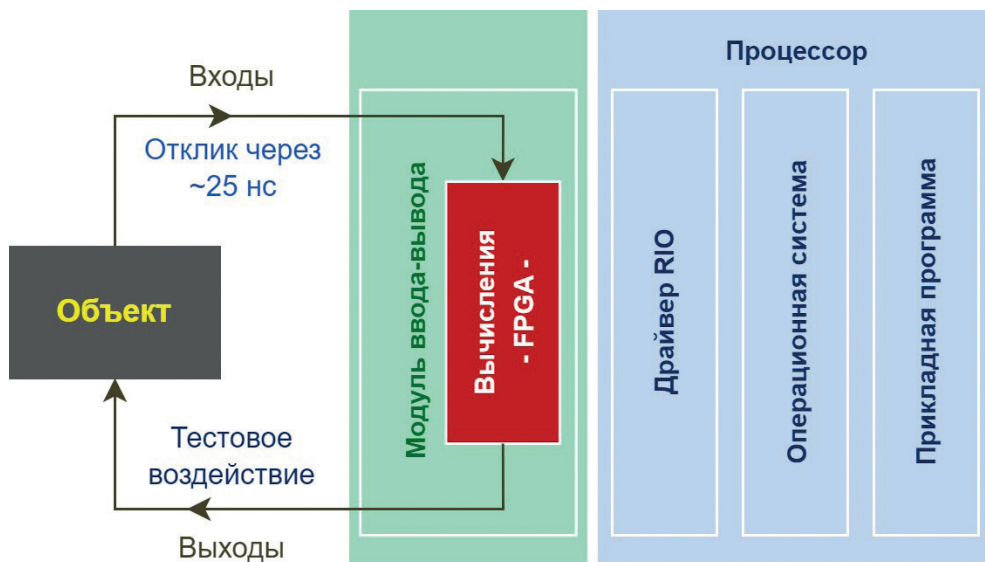 Входы
Отклик через
~25 нс
Объект
Тестовое
воздействие
Выходы
Модуль ввода-вывода
Вычисления
- FPGA -
Процессор
Драйвер RIO
Операционная система
Прикладная программа